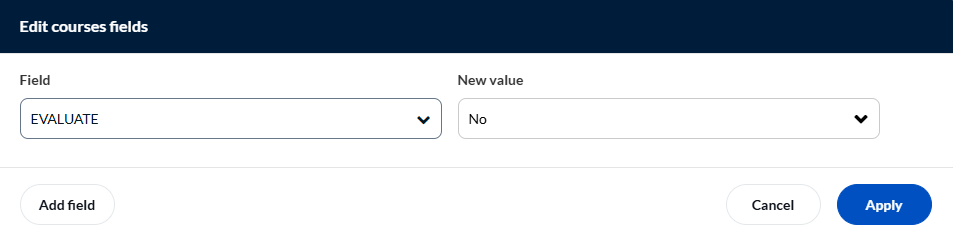 Edit courses fields
Field
New value
EVALUATE
No
Add field
Cancel
Apply